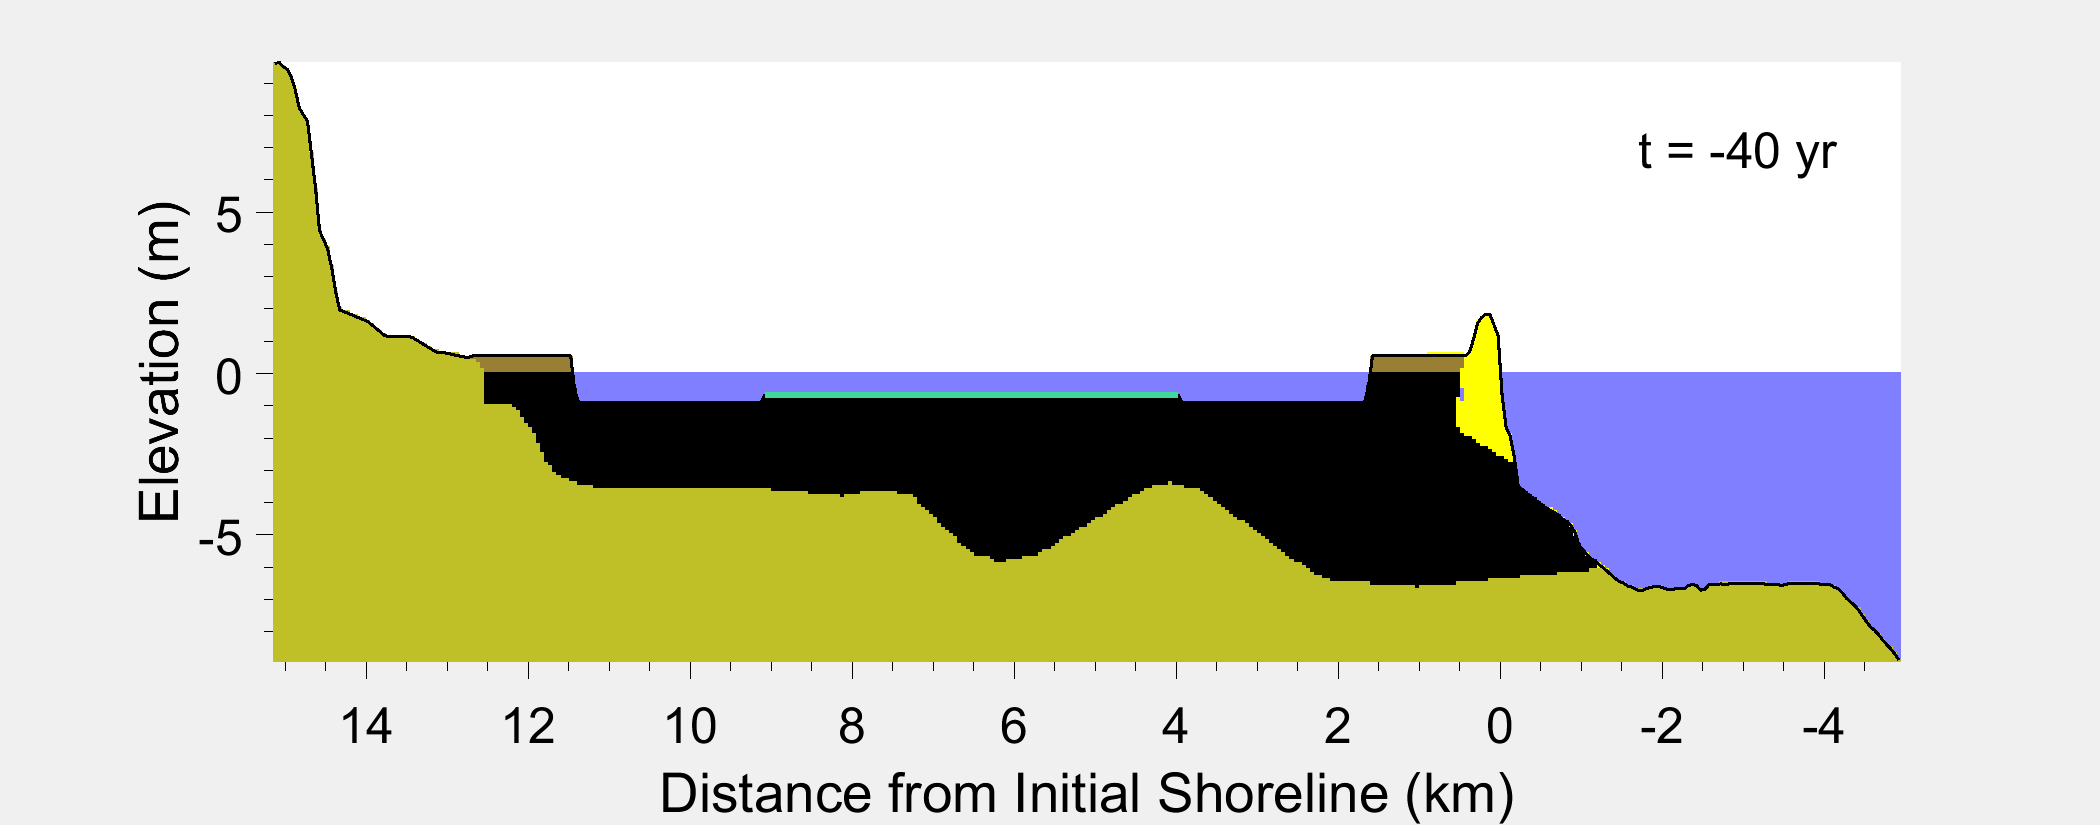 t = -40 yr
Elevation (m)
5
0
-5
14 12 10 8 6 4 2 0 -2 -4
Distance from Initial Shoreline (km)